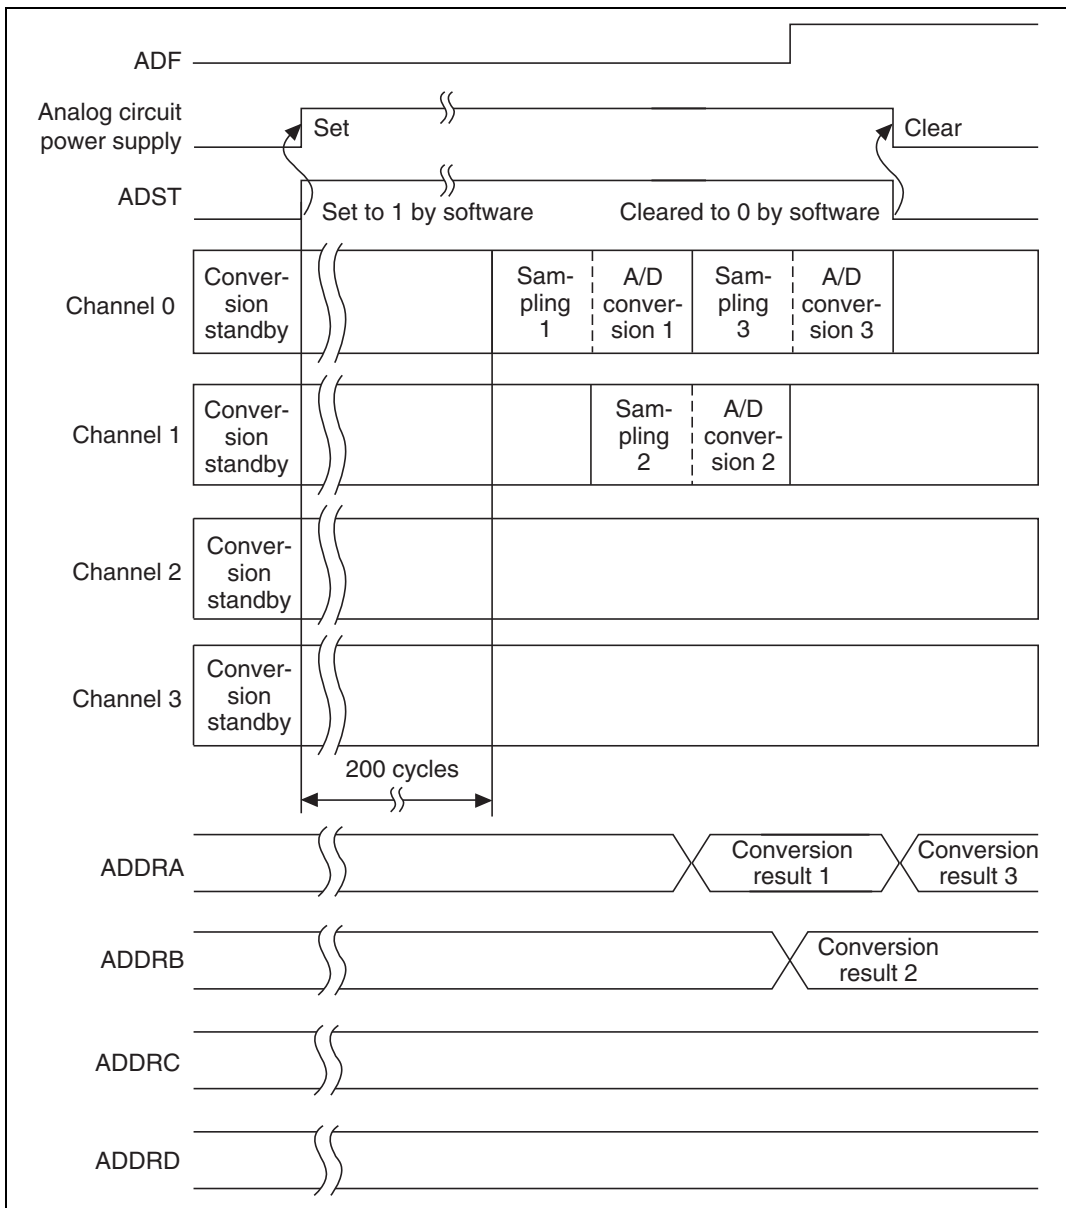 ADF
Analog circuit
power supply
Set
Clear
ADST
Set to 1 by software
Cleared to 0 by software
Channel 0
Conver-
sion
standby
Sam-
pling
1
A/D
conver-
sion 1
Sam-
pling
3
A/D
conver-
sion 3
Channel 1
Conver-
sion
standby
Sam-
pling
2
A/D
conver-
sion 2
Channel 2
Conver-
sion
standby
Channel 3
Conver-
sion
standby
200 cycles
ADDRA
Conversion
result 1
Conversion
result 3
ADDRB
Conversion
result 2
ADDRC
ADDRD